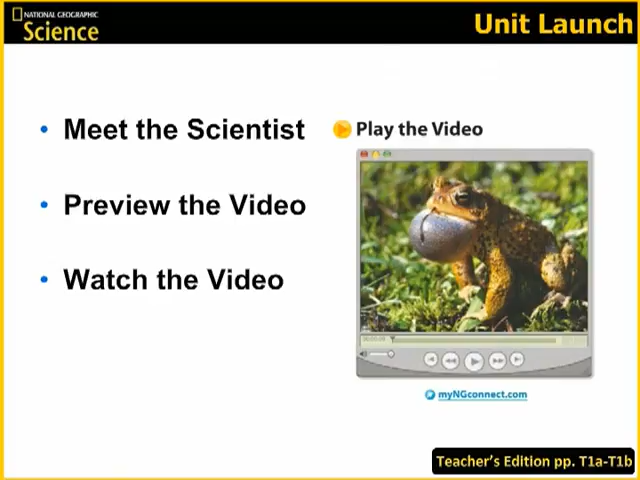 NATIONAL GEOGRAPHIC
Science
Unit Launch
• Meet the Scientist
• Preview the Video
• Watch the Video
Play the Video
myNGconnect.com
Teacher's Edition pp. T1a-T1b